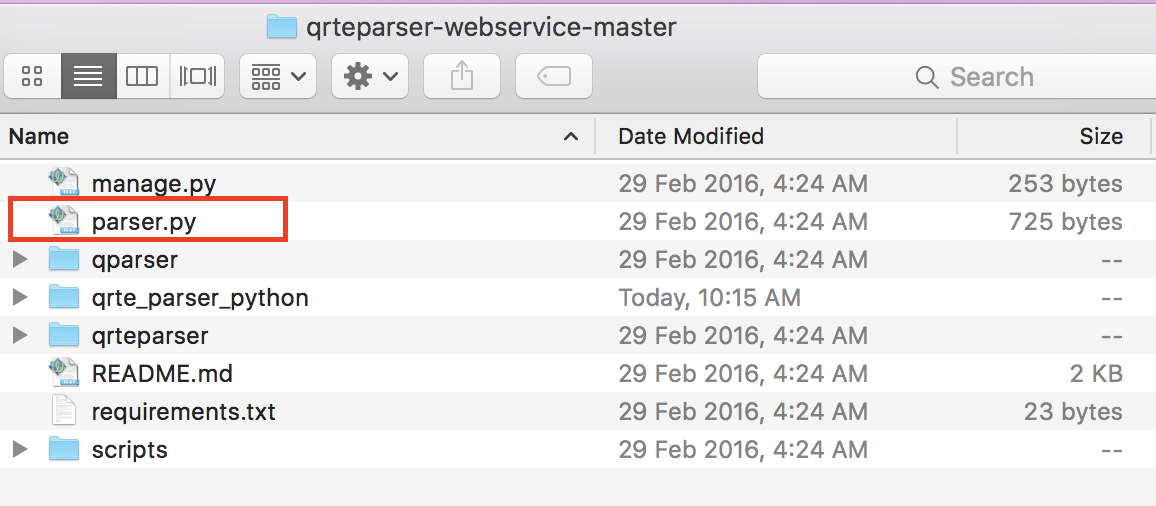 qrteparser-webservice-master
Search
Name Date Modified Size
manage.py 29 Feb 2016, 4:24 AM 253 bytes
parser.py 29 Feb 2016, 4:24 AM 725 bytes
qparser 29 Feb 2016, 4:24 AM --
qrte_parser_python Today, 10:15 AM --
qrteparser 29 Feb 2016, 4:24 AM --
README.md 29 Feb 2016, 4:24 AM 2 KB
requirements.txt 29 Feb 2016, 4:24 AM 23 bytes
scripts 29 Feb 2016, 4:24 AM --